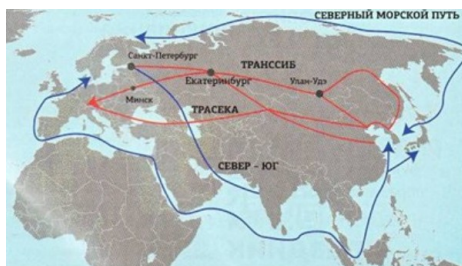 СЕВЕРНЫЙ МОРСКОЙ ПУТЬ
Санкт-Петербург
ТРАНССИБ
Екатеринбург
Улан-Удэ
Минск
ТРАСЕКА
СЕВЕР – ЮГ